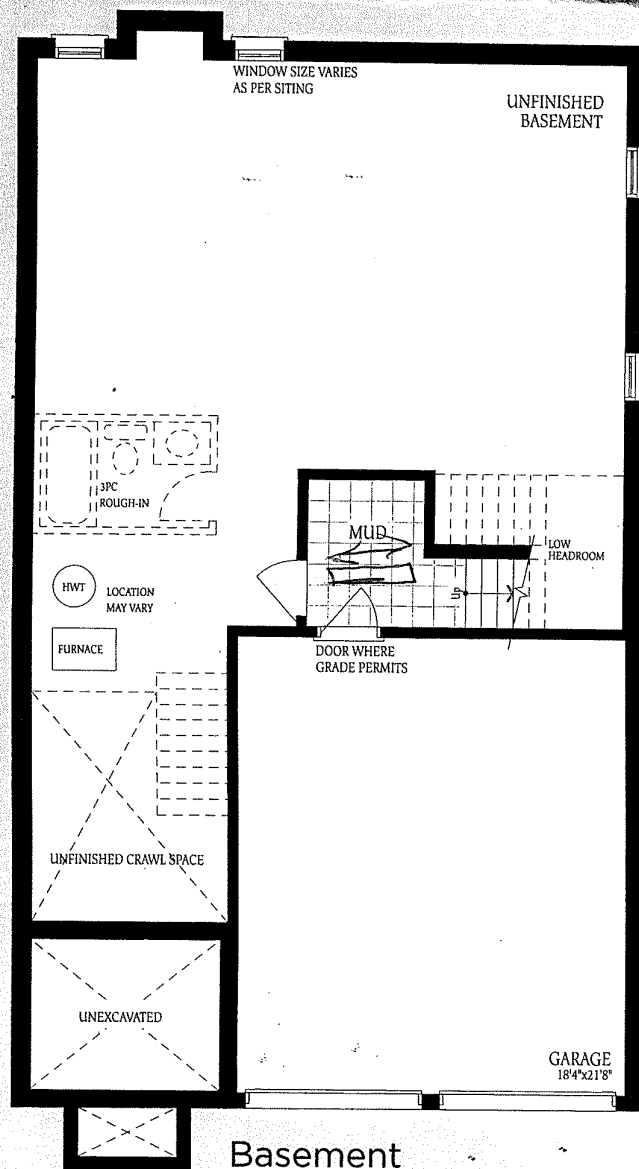 WINDOW SIZE VARIES
AS PER SITING
UNFINISHED
BASEMENT
3PC
ROUGH-IN
MUD
LOW
HEADROOM
HWT
LOCATION
MAY VARY
Up
FURNACE
DOOR WHERE
GRADE PERMITS
UNFINISHED CRAWL SPACE
UNEXCAVATED
GARAGE
18'4"x21'8"
Basement